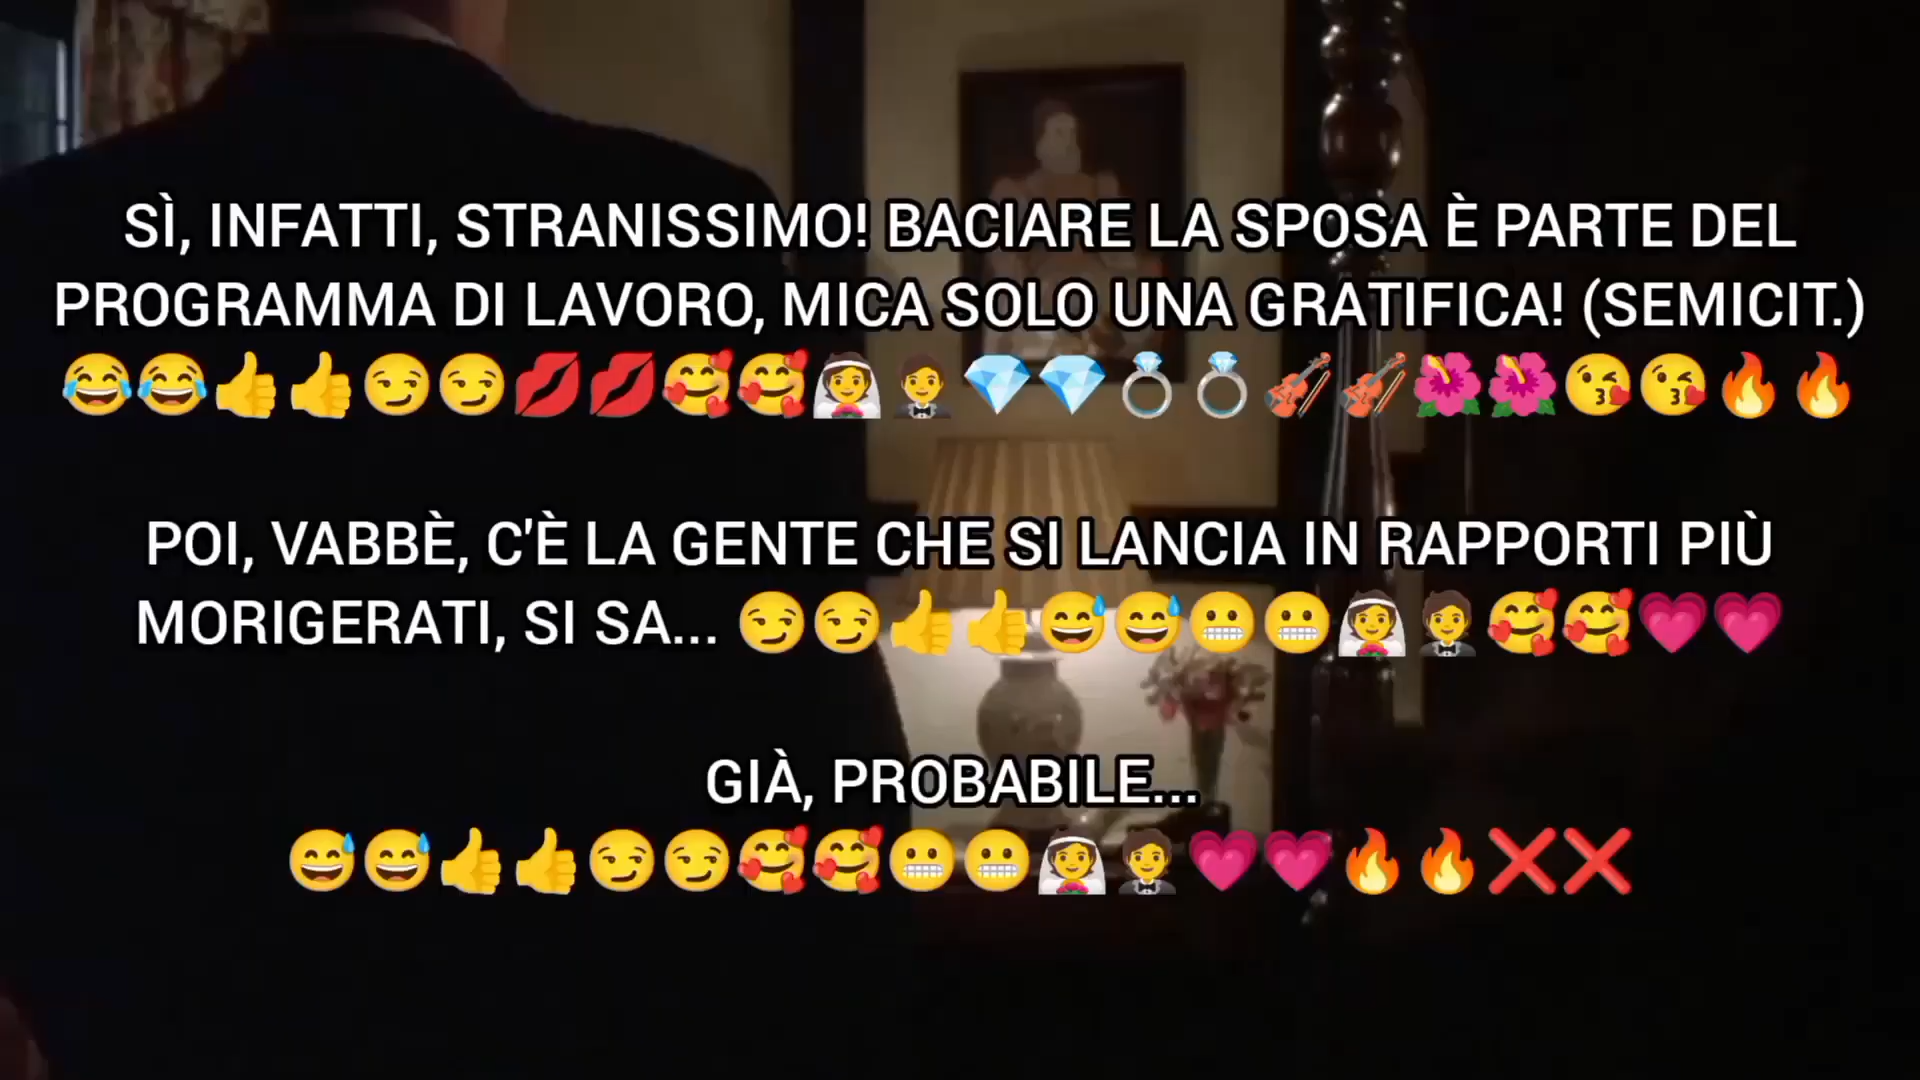 SÌ, INFATTI, STRANISSIMO! BACIARE LA SPOSA È PARTE DEL
PROGRAMMA DI LAVORO, MICA SOLO UNA GRATIFICA! (SEMICIT.)
😂😂👍👍😏😏💋💋🥰🥰👰🤵💎💎💍💍🎻🎻🌺🌺😘😘🔥🔥
POI, VABBÈ, C'È LA GENTE CHE SI LANCIA IN RAPPORTI PIÙ
MORIGERATI, SI SA... 😏😏👍👍😅😅😬😬👰🤵🥰🥰💗💗
GIÀ, PROBABILE...
😅😅👍👍😏😏🥰🥰😬😬👰🤵💗💗🔥🔥❌❌